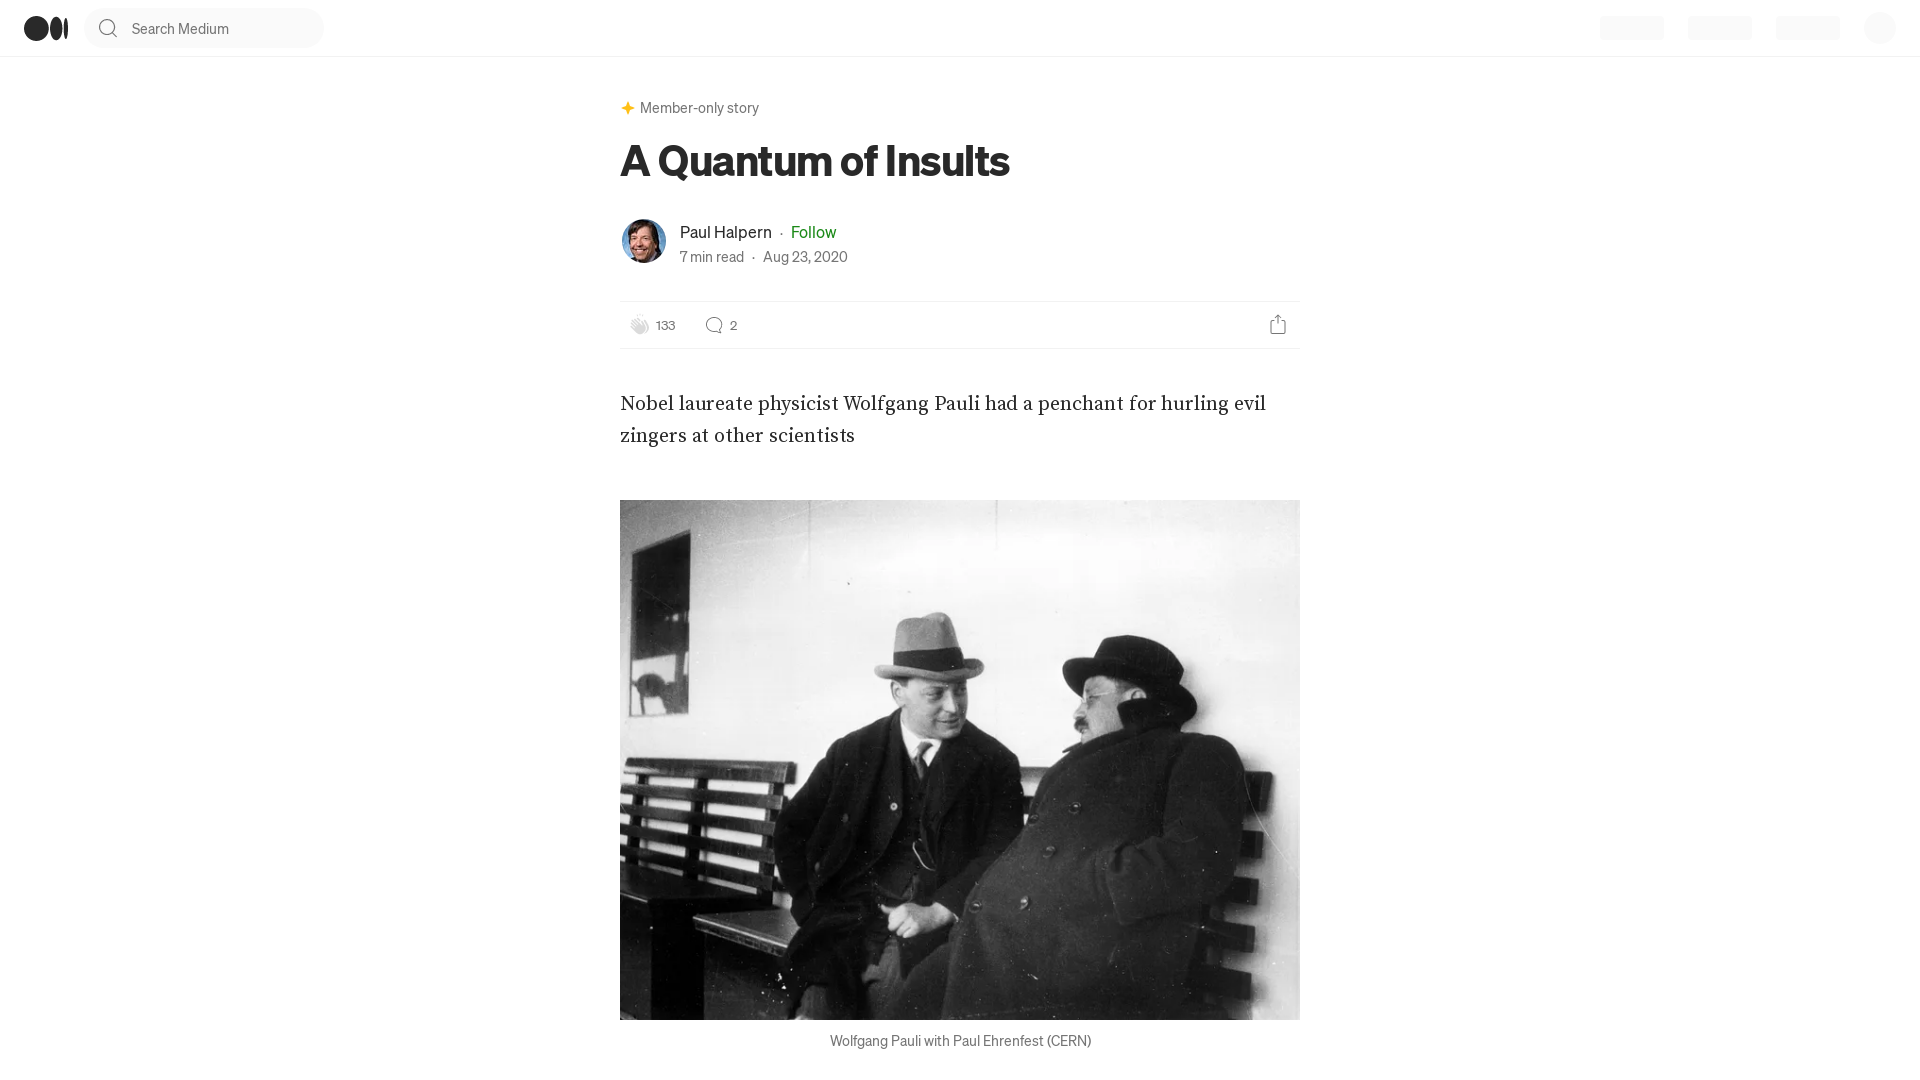 Search Medium
Member-only story
A Quantum of Insults
Paul Halpern · Follow
7 min read · Aug 23, 2020
133
2
Nobel laureate physicist Wolfgang Pauli had a penchant for hurling evil
zingers at other scientists
Wolfgang Pauli with Paul Ehrenfest (CERN)